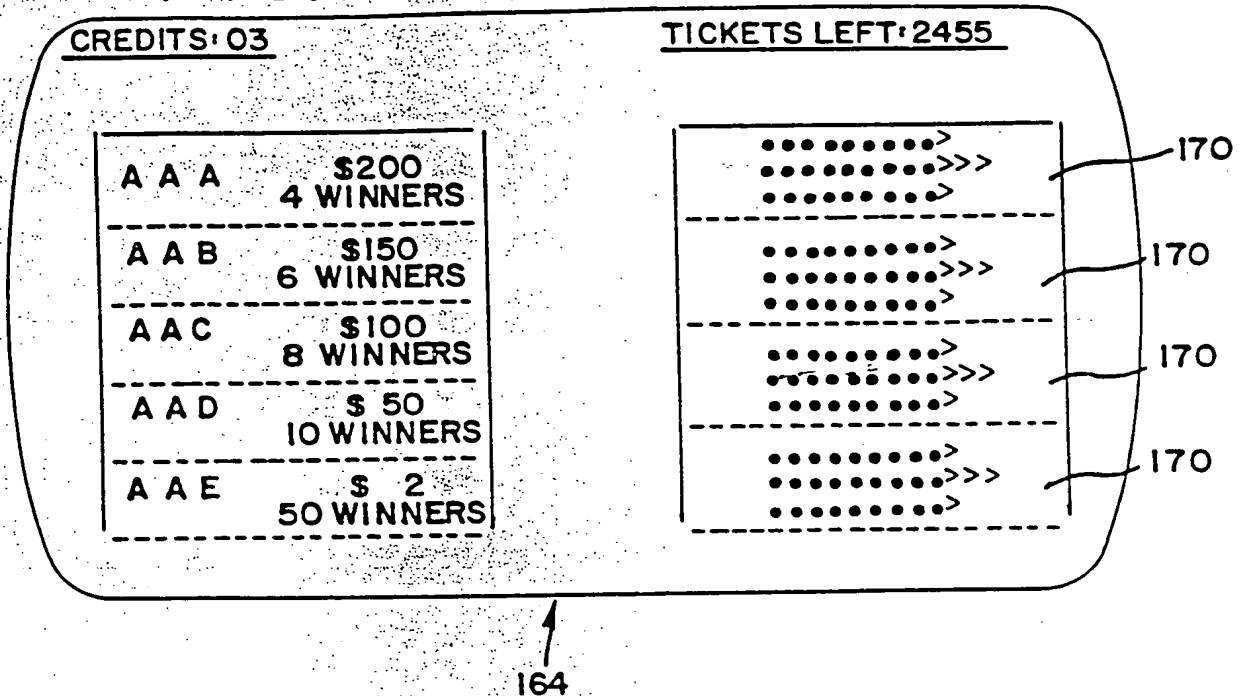 CREDITS: 03
TICKETS LEFT: 2455
A A A $200
4 WINNERS
A A B $150
6 WINNERS
A A C $100
8 WINNERS
A A D $ 50
10 WINNERS
A A E $ 2
50 WINNERS
●●●●●●●●●>
●●●●●●●●●>>>
●●●●●●●●●>
170
●●●●●●●●●>
●●●●●●●●●>>>
●●●●●●●●●>
170
●●●●●●●●●>
●●●●●●●●●>>>
●●●●●●●●●>
170
●●●●●●●●●>
●●●●●●●●●>>>
●●●●●●●●●>
170
164